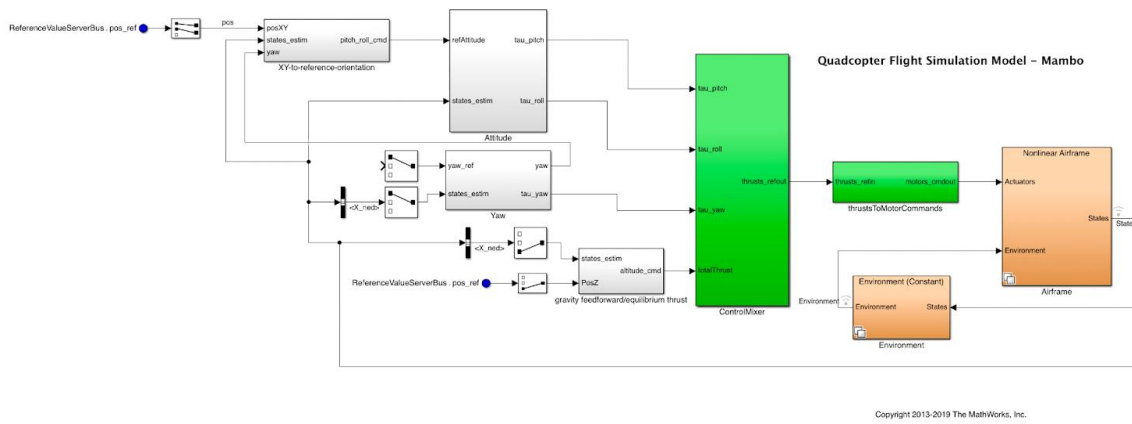 ReferenceValueServerBus . pos_ref
pos
posXY
states_estim
yaw
pitch_roll_cmd
XY-to-reference-orientation
refAttitude
states_estim
tau_pitch
tau_roll
Attitude
yaw_ref
states_estim
yaw
tau_yaw
Yaw
<X_ned>
<X_ned>
ReferenceValueServerBus . pos_ref
states_estim
PosZ
altitude_cmd
gravity feedforward/equilibrium thrust
tau_pitch
tau_roll
tau_yaw
totalThrust
thrusts_refout
ControlMixer
Quadcopter Flight Simulation Model - Mambo
thrusts_refin
motors_cmdout
thrustsToMotorCommands
Nonlinear Airframe
Actuators
States
State
Environment
Airframe
Environment
Environment (Constant)
Environment
States
Environment
Copyright 2013-2019 The MathWorks, Inc.